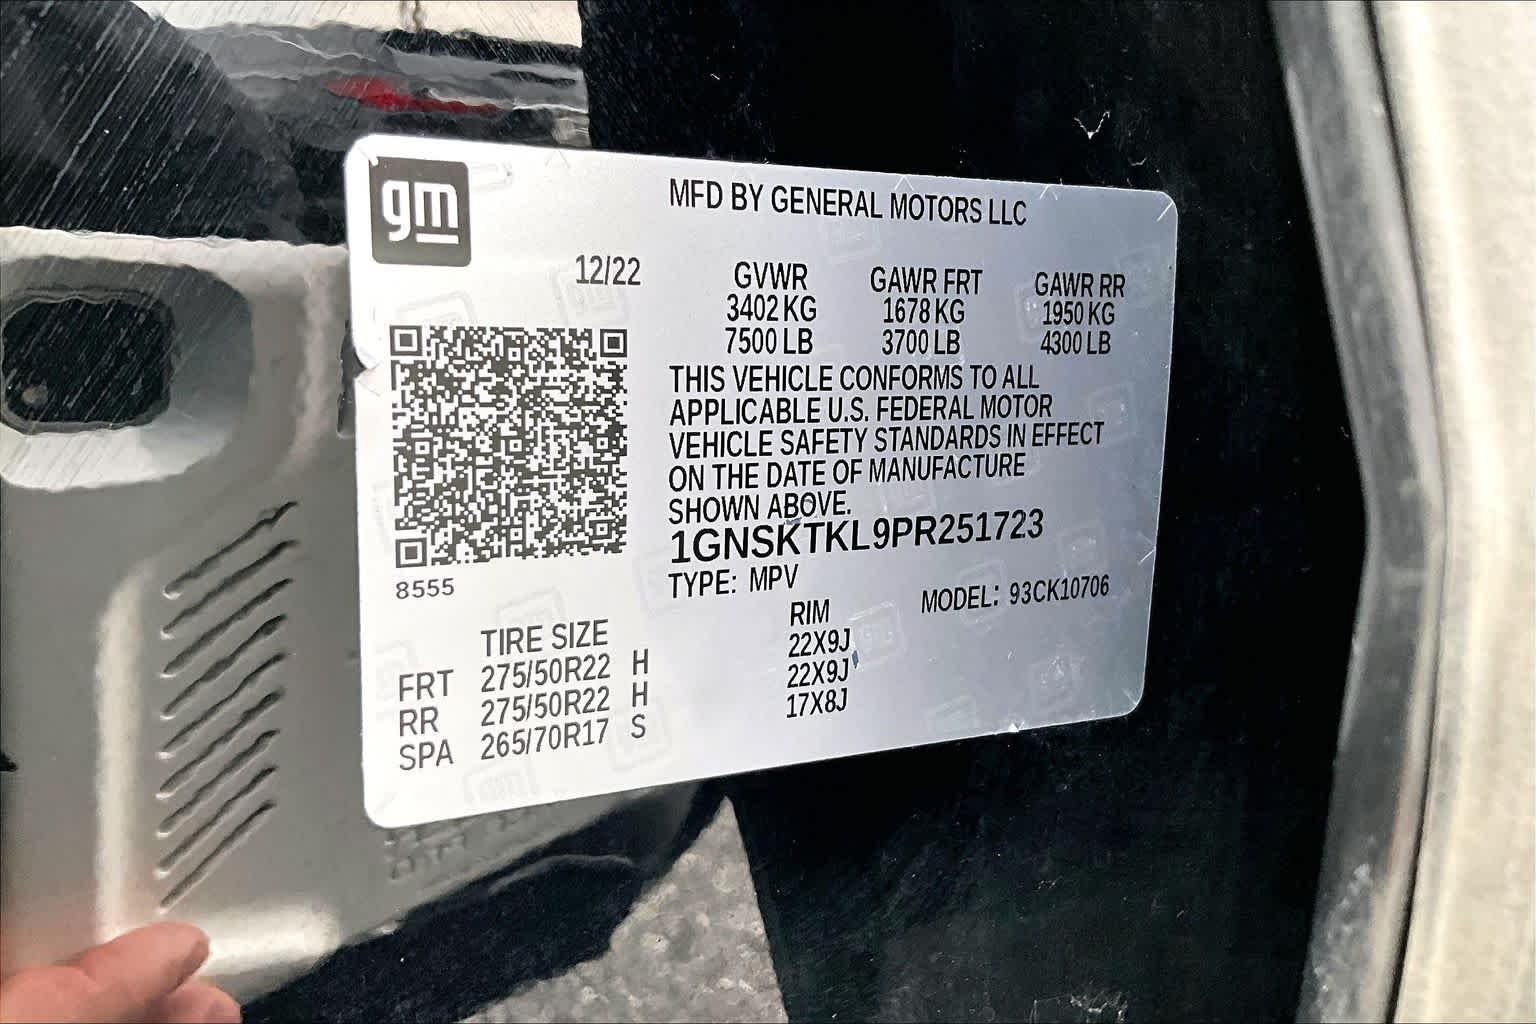 gm
MFD BY GENERAL MOTORS LLC
12/22
GVWR GAWR FRT GAWR RR
3402 KG 1678 KG 1950 KG
7500 LB 3700 LB 4300 LB
THIS VEHICLE CONFORMS TO ALL
APPLICABLE U.S. FEDERAL MOTOR
VEHICLE SAFETY STANDARDS IN EFFECT
ON THE DATE OF MANUFACTURE
SHOWN ABOVE.
1GNSKTKL9PR251723
8555
TYPE: MPV MODEL: 93CK10706
TIRE SIZE RIM
FRT 275/50R22 H 22X9J
RR 275/50R22 H 22X9J
SPA 265/70R17 S 17X8J